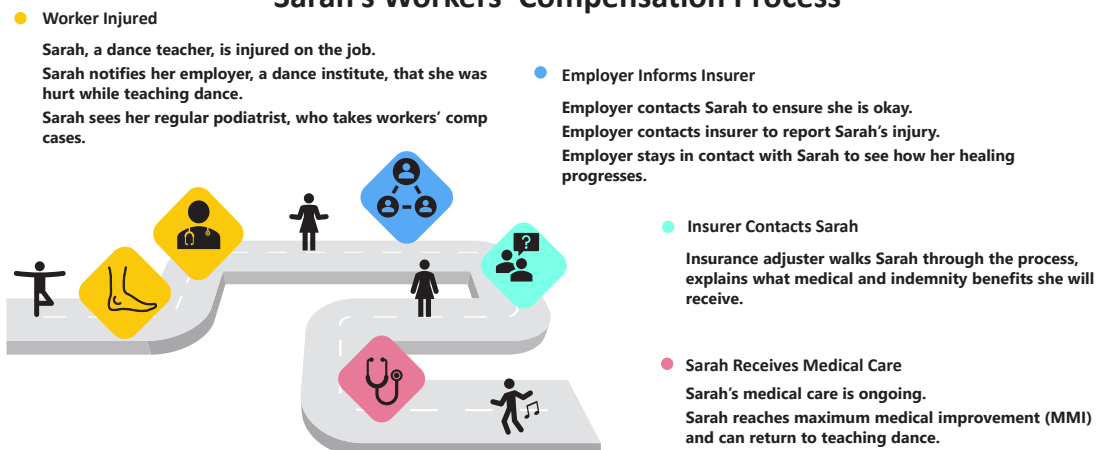 Sarah's Workers' Compensation Process
Worker Injured
Sarah, a dance teacher, is injured on the job.
Sarah notifies her employer, a dance institute, that she was
hurt while teaching dance.
Sarah sees her regular podiatrist, who takes workers' comp
cases.
Employer Informs Insurer
Employer contacts Sarah to ensure she is okay.
Employer contacts insurer to report Sarah's injury.
Employer stays in contact with Sarah to see how her healing
progresses.
?
Insurer Contacts Sarah
Insurance adjuster walks Sarah through the process,
explains what medical and indemnity benefits she will
receive.
Sarah Receives Medical Care
Sarah's medical care is ongoing.
Sarah reaches maximum medical improvement (MMI)
and can return to teaching dance.